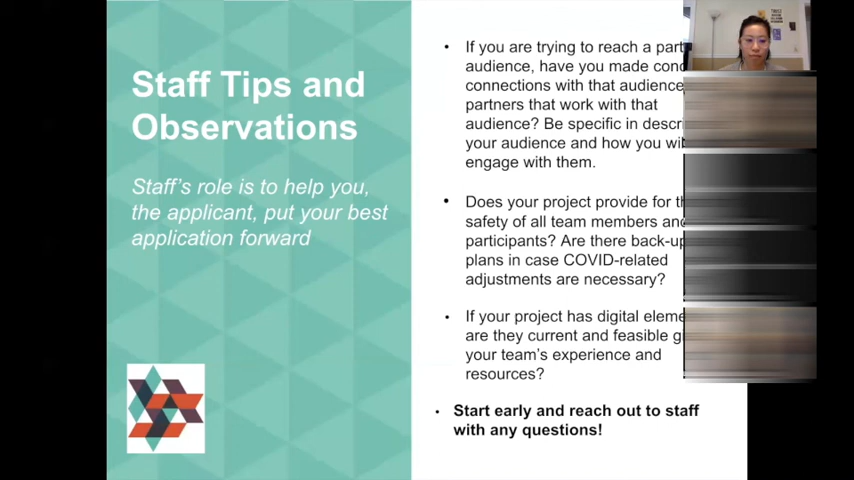 Staff Tips and
Observations
Staff's role is to help you,
the applicant, put your best
application forward
• If you are trying to reach a part
audience, have you made conc
connections with that audience,
partners that work with that
audience? Be specific in descri
your audience and how you wil
engage with them.
• Does your project provide for th
safety of all team members and
participants? Are there back-up
plans in case COVID-related
adjustments are necessary?
• If your project has digital eleme
are they current and feasible gi
your team's experience and
resources?
• Start early and reach out to staff
with any questions!